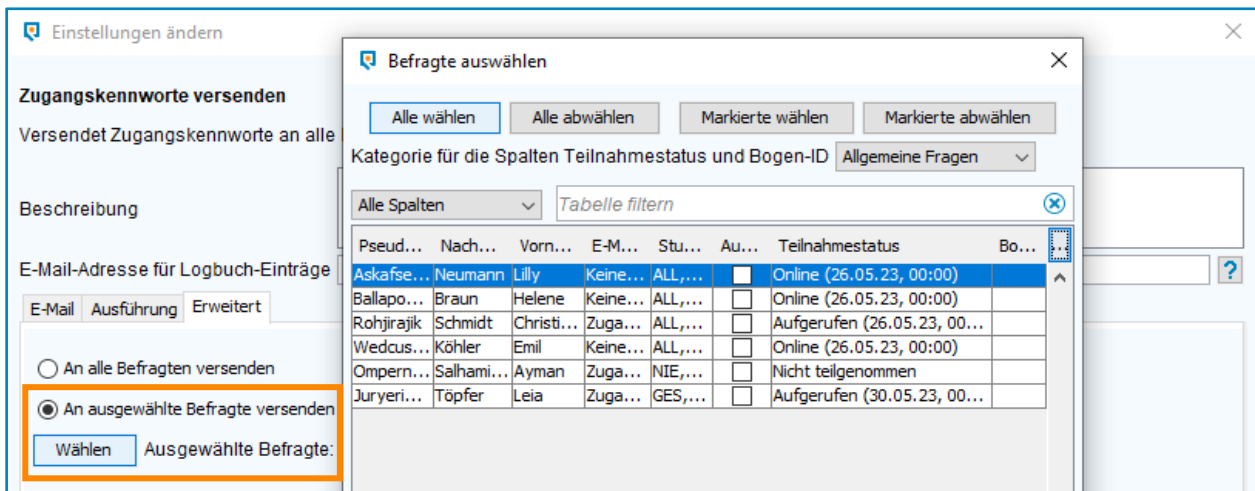 Einstellungen ändern
Zugangskennworte versenden
Versendet Zugangskennworte an alle
Beschreibung
E-Mail-Adresse für Logbuch-Einträge
?
E-Mail Ausführung Erweitert
An alle Befragten versenden
An ausgewählte Befragte versenden
Wählen Ausgewählte Befragte:
Befragte auswählen
Alle wählen Alle abwählen Markierte wählen Markierte abwählen
Kategorie für die Spalten Teilnahmestatus und Bogen-ID Allgemeine Fragen
Alle Spalten Tabelle filtern
Pseud... Nach... Vorn... E-M... Stu... Au... Teilnahmestatus Bo... ...
Askafse... Neumann Lilly Keine... ALL,... Online (26.05.23, 00:00)
Ballapo... Braun Helene Keine... ALL,... Online (26.05.23, 00:00)
Rohjirajik Schmidt Christi... Zuga... ALL,... Aufgerufen (26.05.23, 00...
Wedcus... Köhler Emil Keine... ALL,... Online (26.05.23, 00:00)
Ompern... Salhami... Ayman Zuga... NIE,... Nicht teilgenommen
Juryeri... Töpfer Leia Zuga... GES,... Aufgerufen (30.05.23, 00...